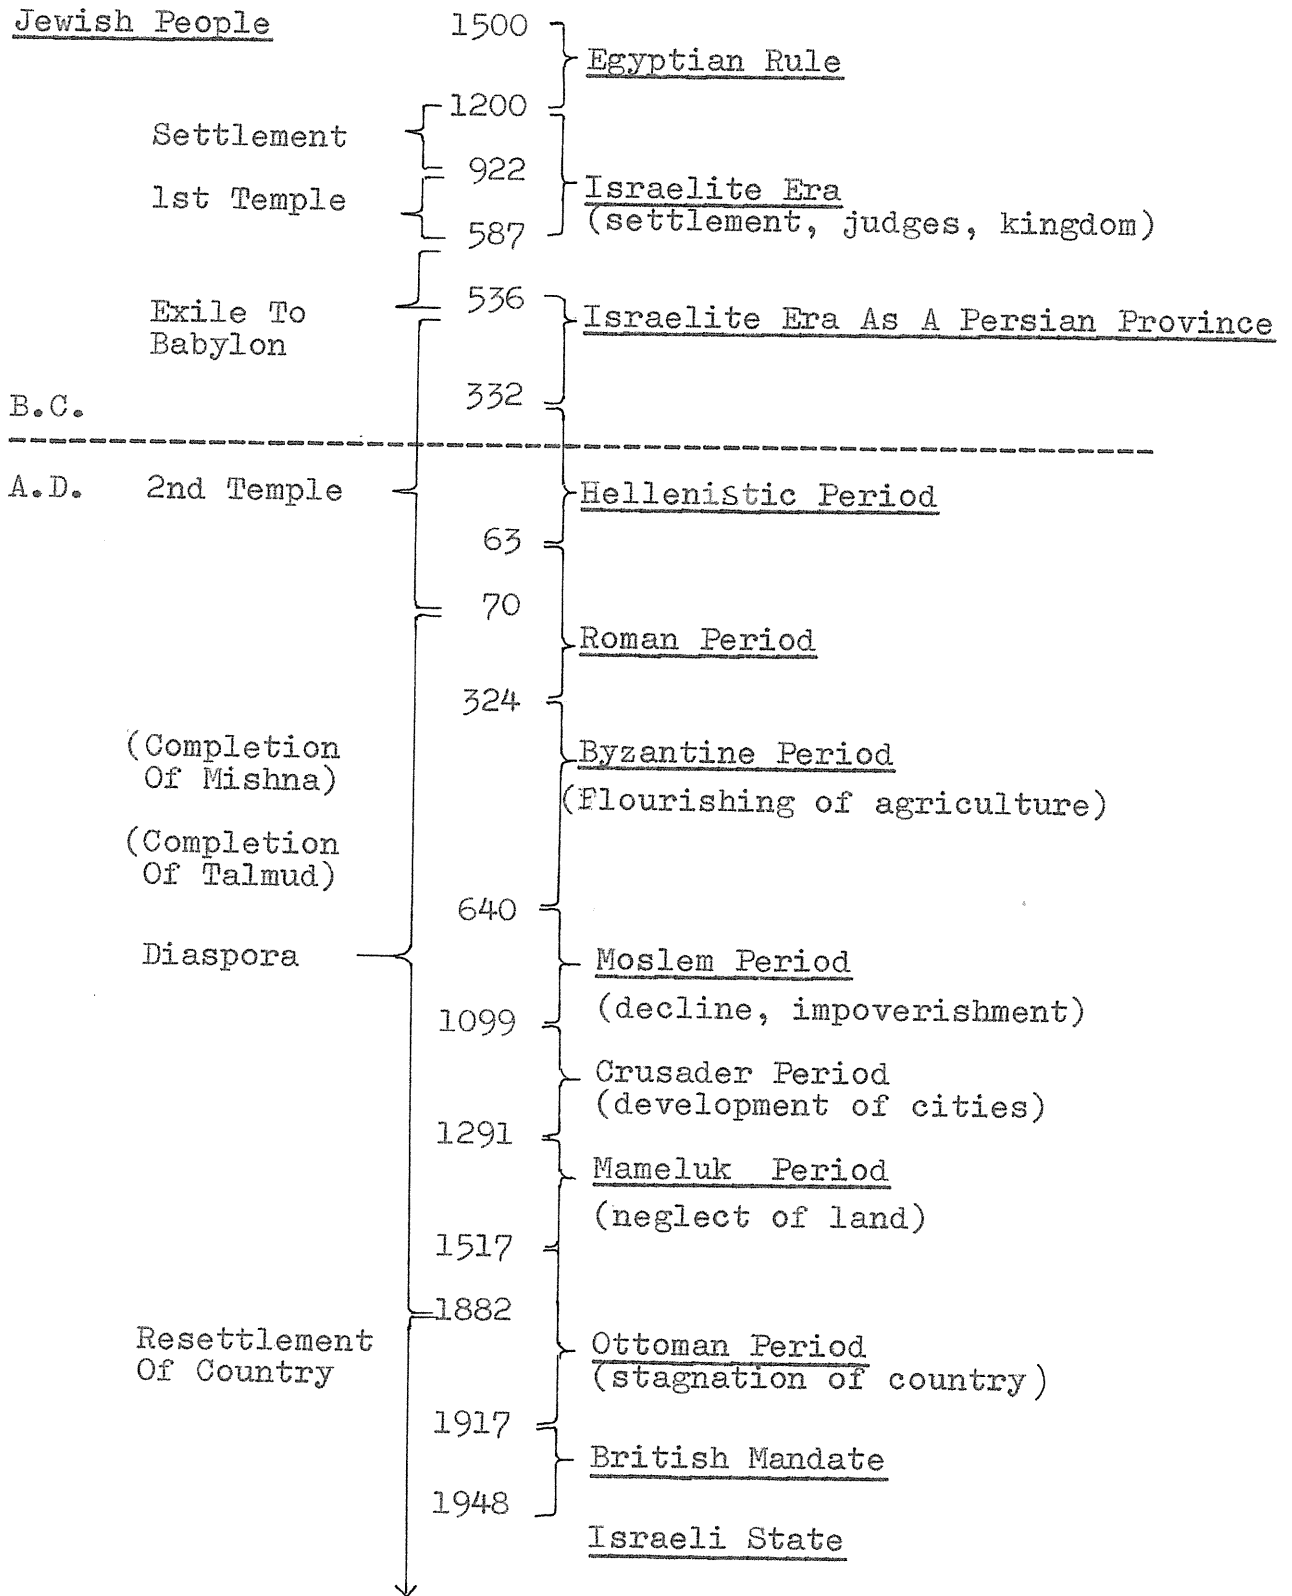 Jewish People
1500
Egyptian Rule
1200
Settlement
922
1st Temple
Israelite Era
(settlement, judges, kingdom)
587
536
Exile To
Babylon
Israelite Era As A Persian Province
332
B.C.
A.D. 2nd Temple
Hellenistic Period
63
70
Roman Period
324
(Completion
Of Mishna)
Byzantine Period
(Flourishing of agriculture)
(Completion
Of Talmud)
640
Diaspora
Moslem Period
(decline, impoverishment)
1099
Crusader Period
(development of cities)
1291
Mameluk Period
(neglect of land)
1517
1882
Resettlement
Of Country
Ottoman Period
(stagnation of country)
1917
British Mandate
1948
Israeli State